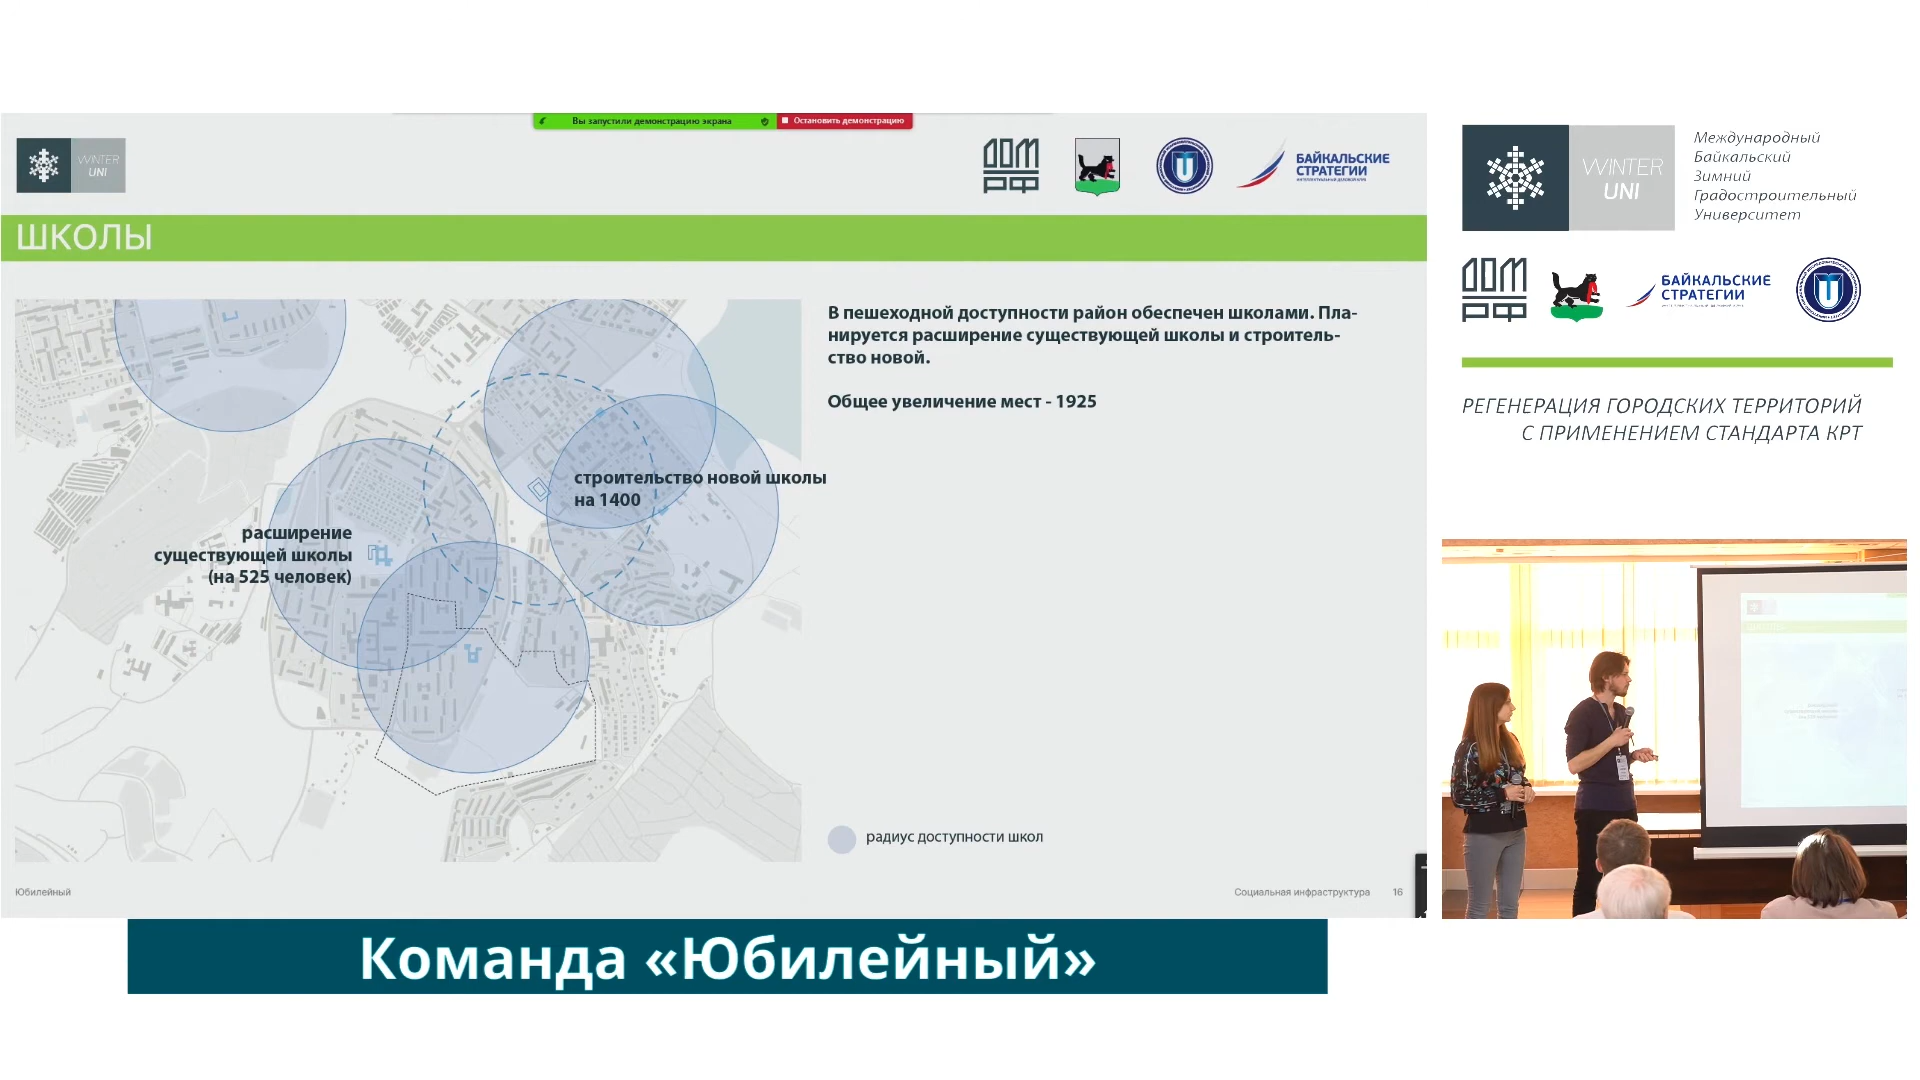 Вы запустили демонстрацию экрана
Остановить демонстрацию
WINTER
UNI
ДОМ
РФ
БАЙКАЛЬСКИЕ
СТРАТЕГИИ
ШКОЛЫ
В пешеходной доступности район обеспечен школами. Пла-
нируется расширение существующей школы и строитель-
ство новой.
Общее увеличение мест - 1925
строительство новой школы
на 1400
расширение
существующей школы
(на 525 человек)
радиус доступности школ
Юбилейный
Социальная инфраструктура
16
Команда «Юбилейный»
WINTER
UNI
Международный
Байкальский
Зимний
Градостроительный
Университет
ДОМ
РФ
БАЙКАЛЬСКИЕ
СТРАТЕГИИ
РЕГЕНЕРАЦИЯ ГОРОДСКИХ ТЕРРИТОРИЙ
С ПРИМЕНЕНИЕМ СТАНДАРТА КРТ